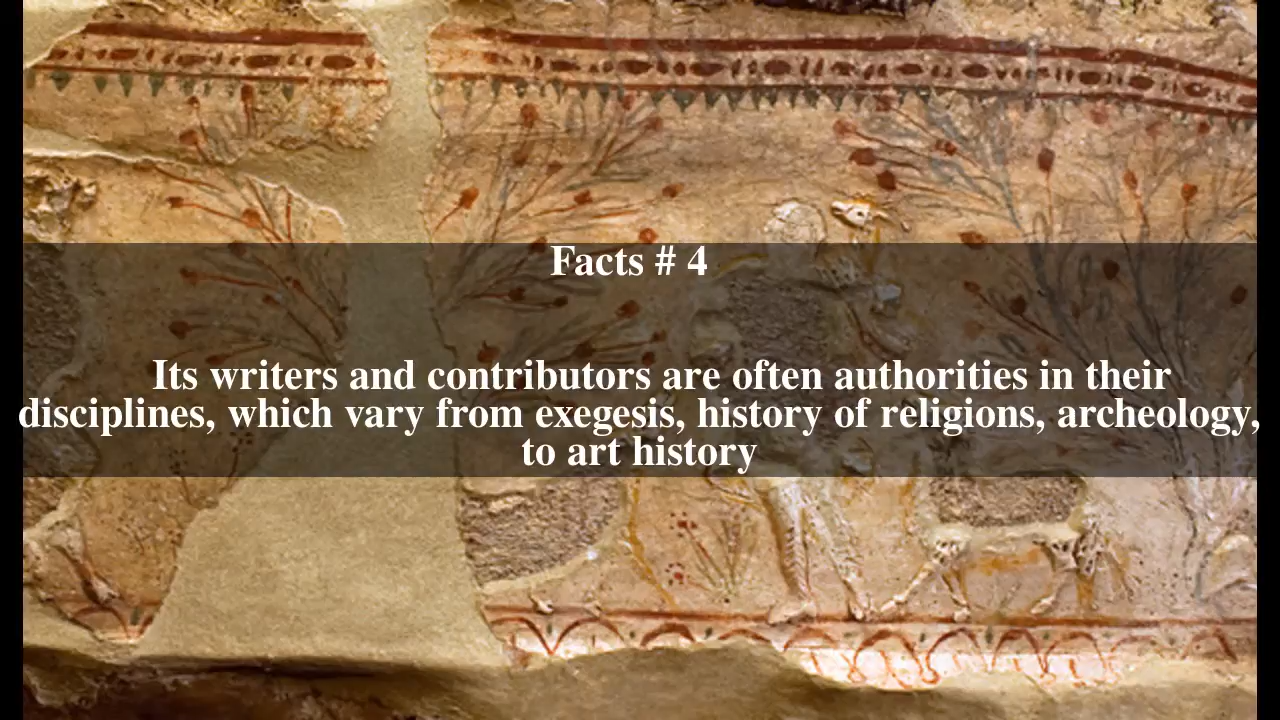 Facts # 4
Its writers and contributors are often authorities in their
disciplines, which vary from exegesis, history of religions, archeology,
to art history